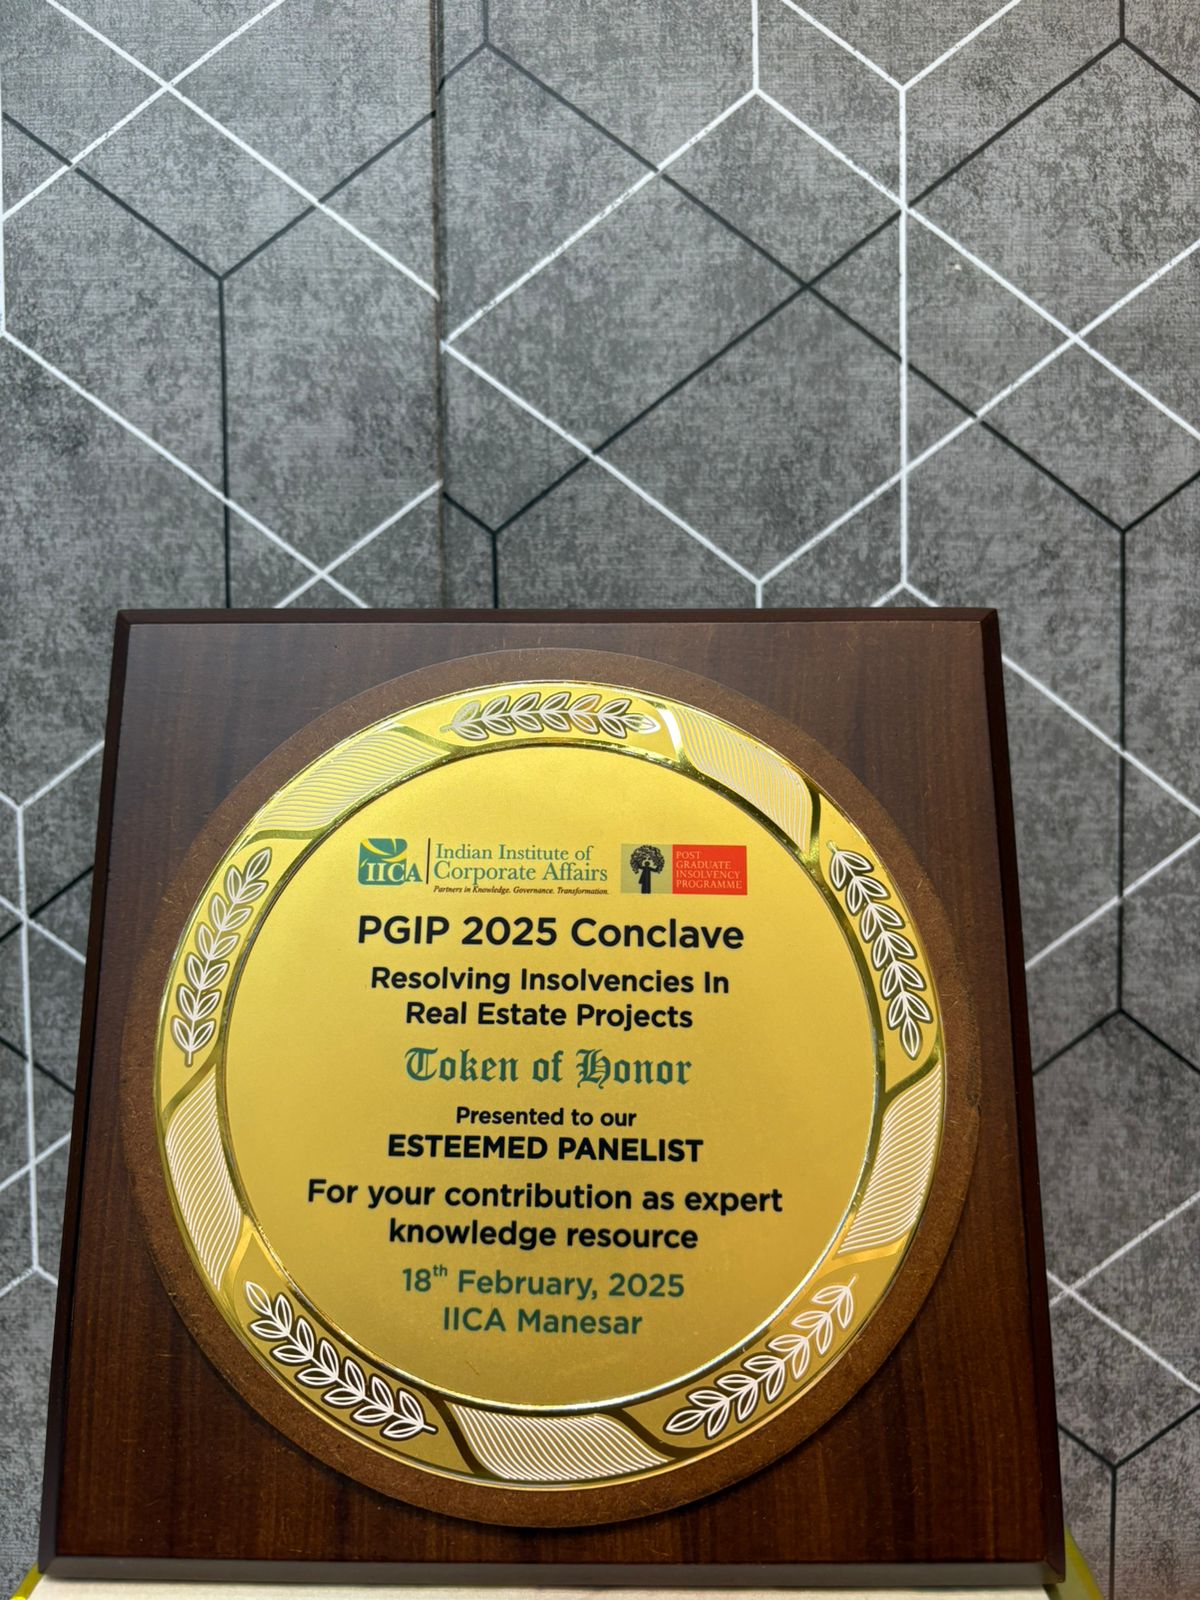 IICA
Indian Institute of
Corporate Affairs
Partners in Knowledge. Governance. Transformation.
POST
GRADUATE
INSOLVENCY
PROGRAMME
PGIP 2025 Conclave
Resolving Insolvencies In
Real Estate Projects
Token of Honor
Presented to our
ESTEEMED PANELIST
For your contribution as expert
knowledge resource
18th February, 2025
IICA Manesar